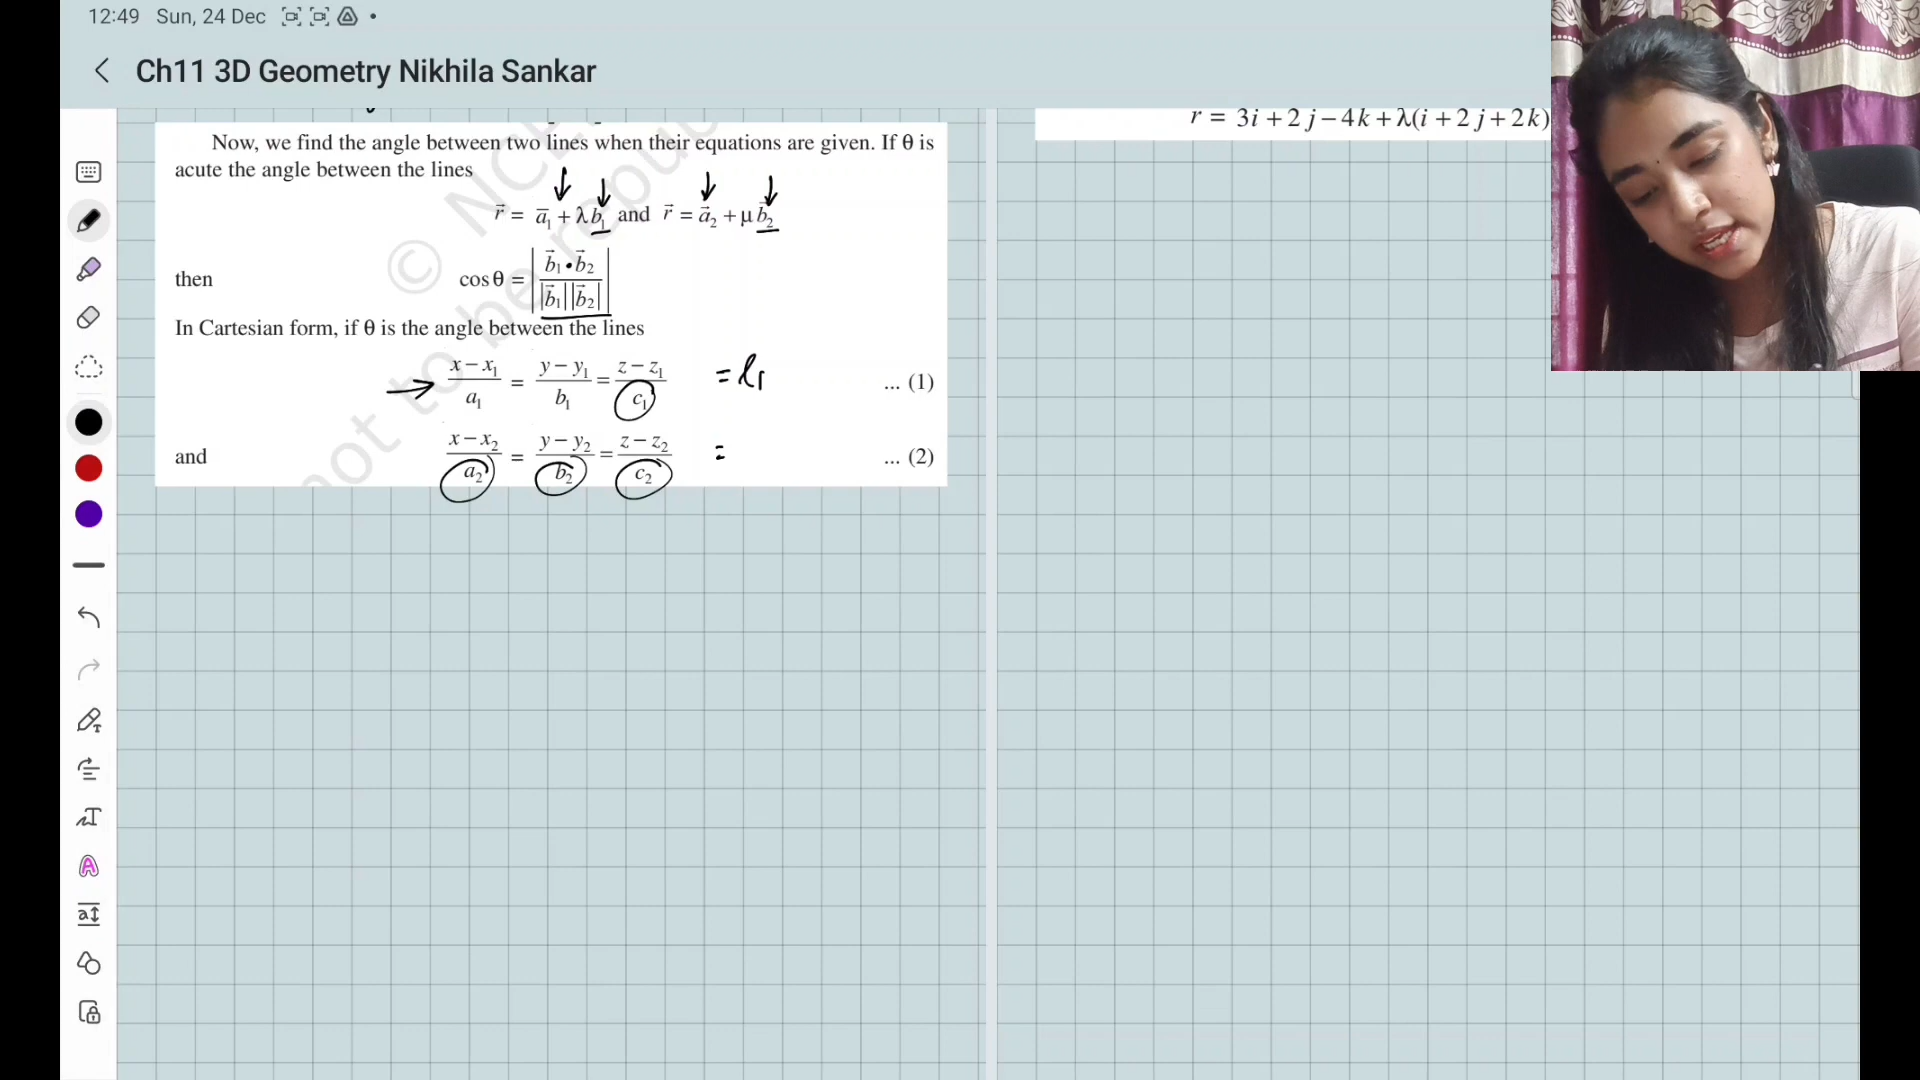 12:49 Sun, 24 Dec
Ch11 3D Geometry Nikhila Sankar
Now, we find the angle between two lines when their equations are given. If θ is
acute the angle between the lines
r⃗ = a̅₁ + λb⃗₁ and r⃗ = a⃗₂ + μb⃗₂
then cos θ = | b⃗₁ • b⃗₂ / |b⃗₁| |b⃗₂| |
In Cartesian form, if θ is the angle between the lines
(x − x₁)/a₁ = (y − y₁)/b₁ = (z − z₁)/c₁ = l₁ ... (1)
and (x − x₂)/a₂ = (y − y₂)/b₂ = (z − z₂)/c₂ = ... (2)
r = 3i + 2j − 4k + λ(i + 2j + 2k)